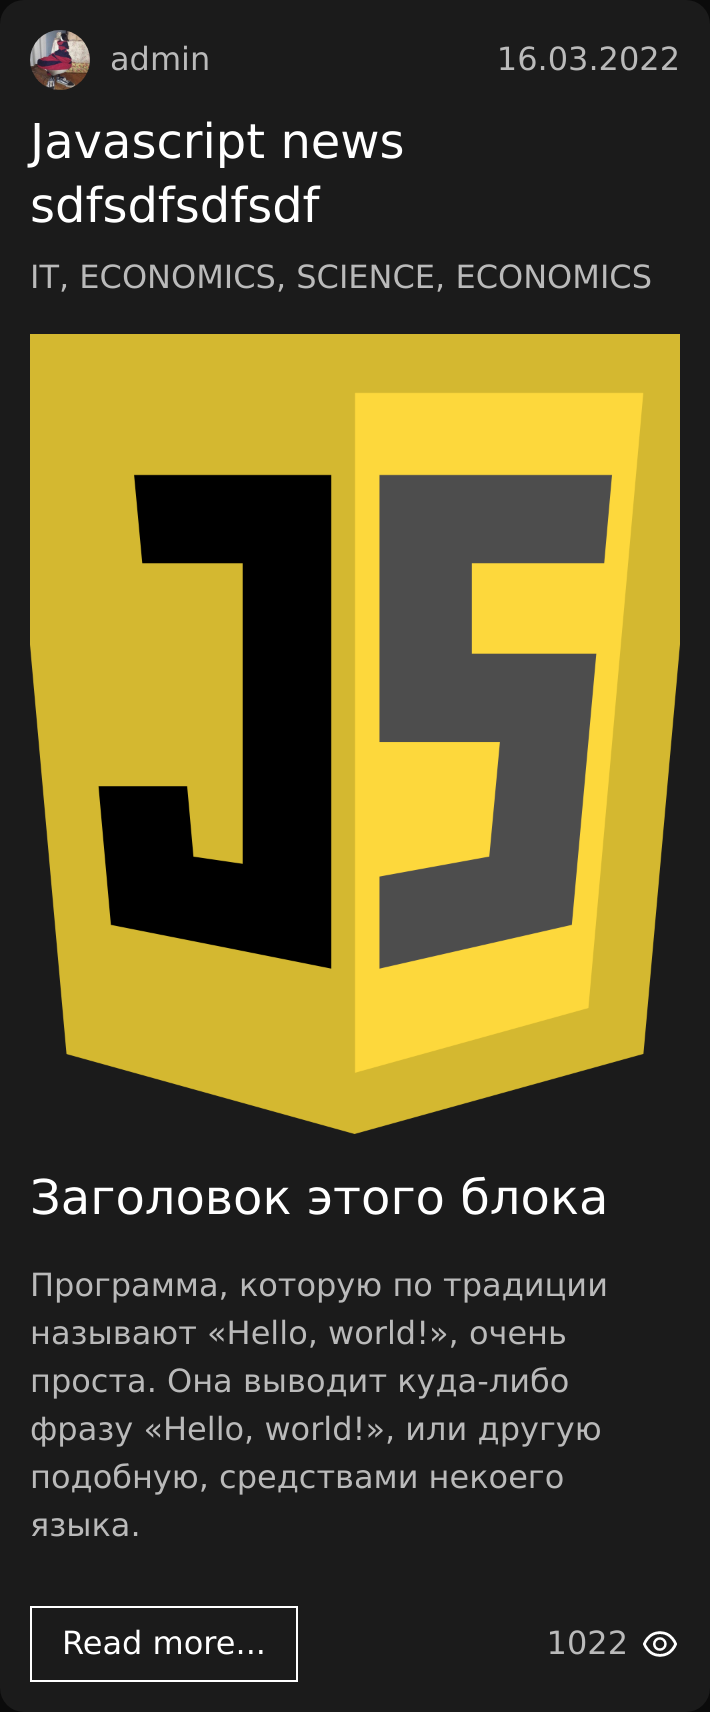 admin
16.03.2022
Javascript news
sdfsdfsdfsdf
IT, ECONOMICS, SCIENCE, ECONOMICS
JS
Заголовок этого блока
Программа, которую по традиции
называют «Hello, world!», очень
проста. Она выводит куда-либо
фразу «Hello, world!», или другую
подобную, средствами некоего
языка.
Read more...
1022